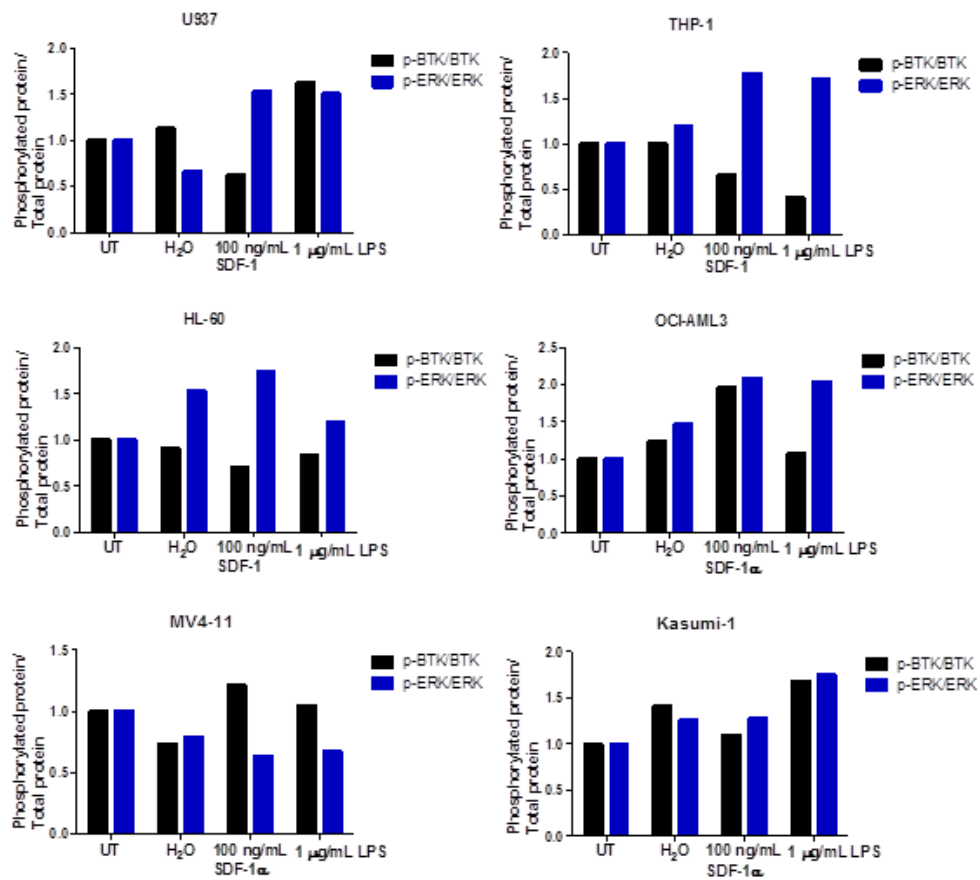 U937
Phosphorylated protein/
Total protein
2.0
1.5
1.0
0.5
0.0
UT
H₂O
100 ng/mL
SDF-1
1 µg/mL LPS
p-BTK/BTK
p-ERK/ERK
THP-1
Phosphorylated protein/
Total protein
2.0
1.5
1.0
0.5
0.0
UT
H₂O
100 ng/mL
SDF-1
1 µg/mL LPS
p-BTK/BTK
p-ERK/ERK
HL-60
Phosphorylated protein/
Total protein
2.0
1.5
1.0
0.5
0.0
UT
H₂O
100 ng/mL
SDF-1
1 µg/mL LPS
p-BTK/BTK
p-ERK/ERK
OCI-AML3
Phosphorylated protein/
Total protein
2.5
2.0
1.5
1.0
0.5
0.0
UT
H₂O
100 ng/mL
SDF-1α
1 µg/mL LPS
p-BTK/BTK
p-ERK/ERK
MV4-11
Phosphorylated protein/
Total protein
1.5
1.0
0.5
0.0
UT
H₂O
100 ng/mL
SDF-1α
1 µg/mL LPS
p-BTK/BTK
p-ERK/ERK
Kasumi-1
Phosphorylated protein/
Total protein
2.0
1.5
1.0
0.5
0.0
UT
H₂O
100 ng/mL
SDF-1α
1 µg/mL LPS
p-BTK/BTK
p-ERK/ERK